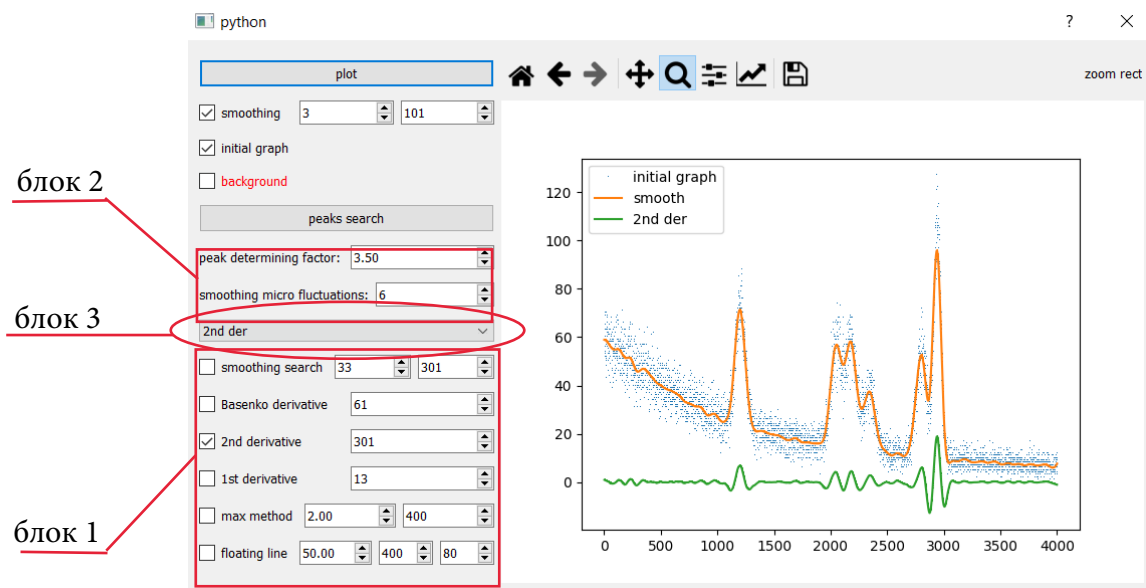 python
?
plot
zoom rect
smoothing 3 101
initial graph
background
peaks search
peak determining factor: 3.50
smoothing micro fluctuations: 6
2nd der
smoothing search 33 301
Basenko derivative 61
2nd derivative 301
1st derivative 13
max method 2.00 400
floating line 50.00 400 80
блок 2
блок 3
блок 1
initial graph
smooth
2nd der
120
100
80
60
40
20
0
0 500 1000 1500 2000 2500 3000 3500 4000